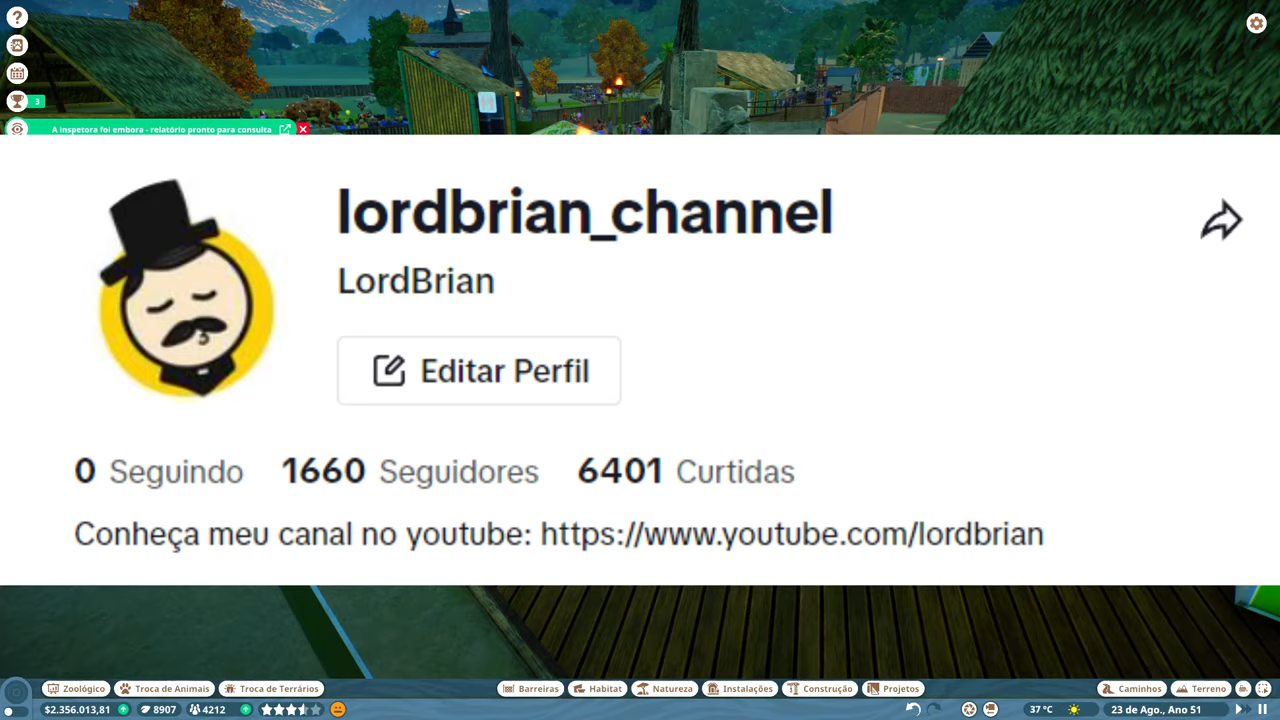 ?
3
A inspetora foi embora - relatório pronto para consulta
lordbrian_channel
LordBrian
Editar Perfil
0 Seguindo 1660 Seguidores 6401 Curtidas
Conheça meu canal no youtube: https://www.youtube.com/lordbrian
Zoológico Troca de Animais Troca de Terrários Barreiras Habitat Natureza Instalações Construção Projetos Caminhos Terreno
$2.356.013,81 8907 4212 37 °C 23 de Ago., Ano 51